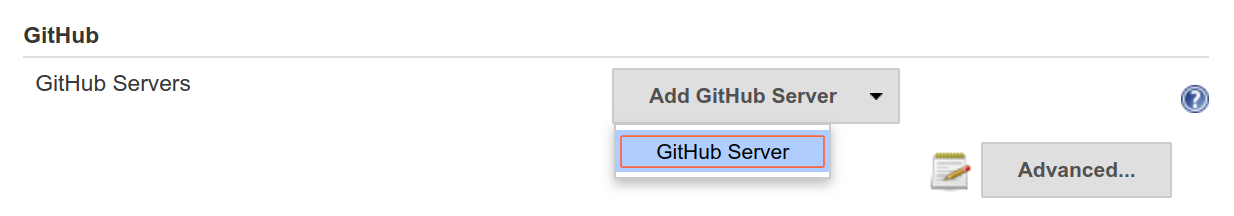 GitHub
GitHub Servers
Add GitHub Server
?
GitHub Server
Advanced...